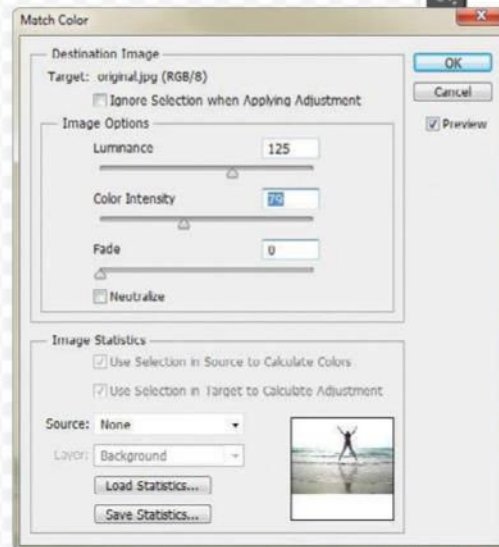 Match Color
Destination Image
Target: original.jpg (RGB/8)
Ignore Selection when Applying Adjustment
Image Options
Luminance 125
Color Intensity 79
Fade 0
Neutralize
OK
Cancel
Preview
Image Statistics
Use Selection in Source to Calculate Colors
Use Selection in Target to Calculate Adjustment
Source: None
Layer: Background
Load Statistics...
Save Statistics...